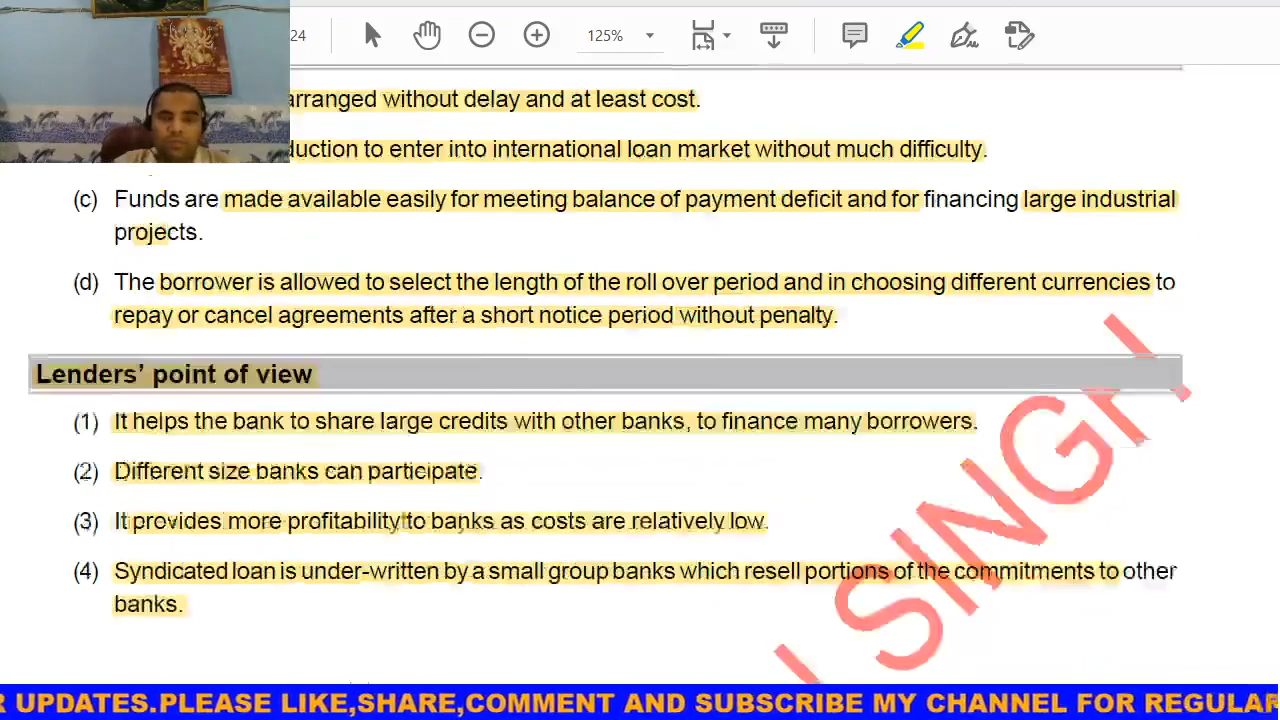 24
125%
arranged without delay and at least cost.
duction to enter into international loan market without much difficulty.
(c) Funds are made available easily for meeting balance of payment deficit and for financing large industrial
projects.
(d) The borrower is allowed to select the length of the roll over period and in choosing different currencies to
repay or cancel agreements after a short notice period without penalty.
Lenders' point of view
(1) It helps the bank to share large credits with other banks, to finance many borrowers.
(2) Different size banks can participate.
(3) It provides more profitability to banks as costs are relatively low.
(4) Syndicated loan is under-written by a small group banks which resell portions of the commitments to other
banks.
SINGH
R UPDATES.PLEASE LIKE,SHARE,COMMENT AND SUBSCRIBE MY CHANNEL FOR REGULAR